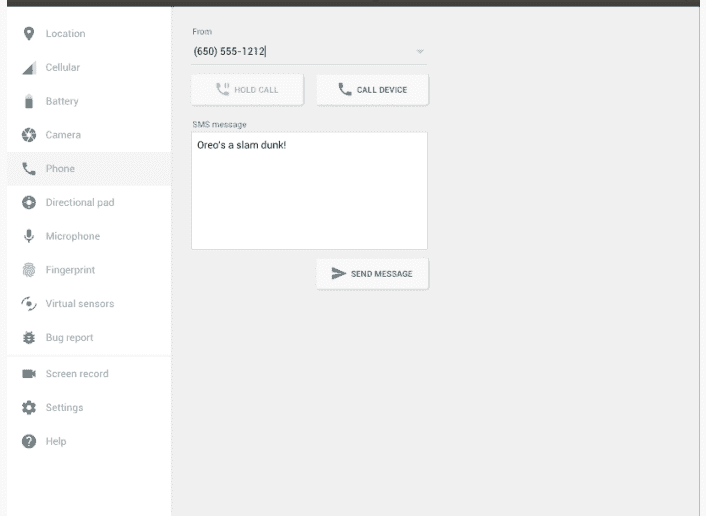 Location
Cellular
Battery
Camera
Phone
Directional pad
Microphone
Fingerprint
Virtual sensors
Bug report
Screen record
Settings
Help
From
(650) 555-1212
HOLD CALL
CALL DEVICE
SMS message
Oreo's a slam dunk!
SEND MESSAGE